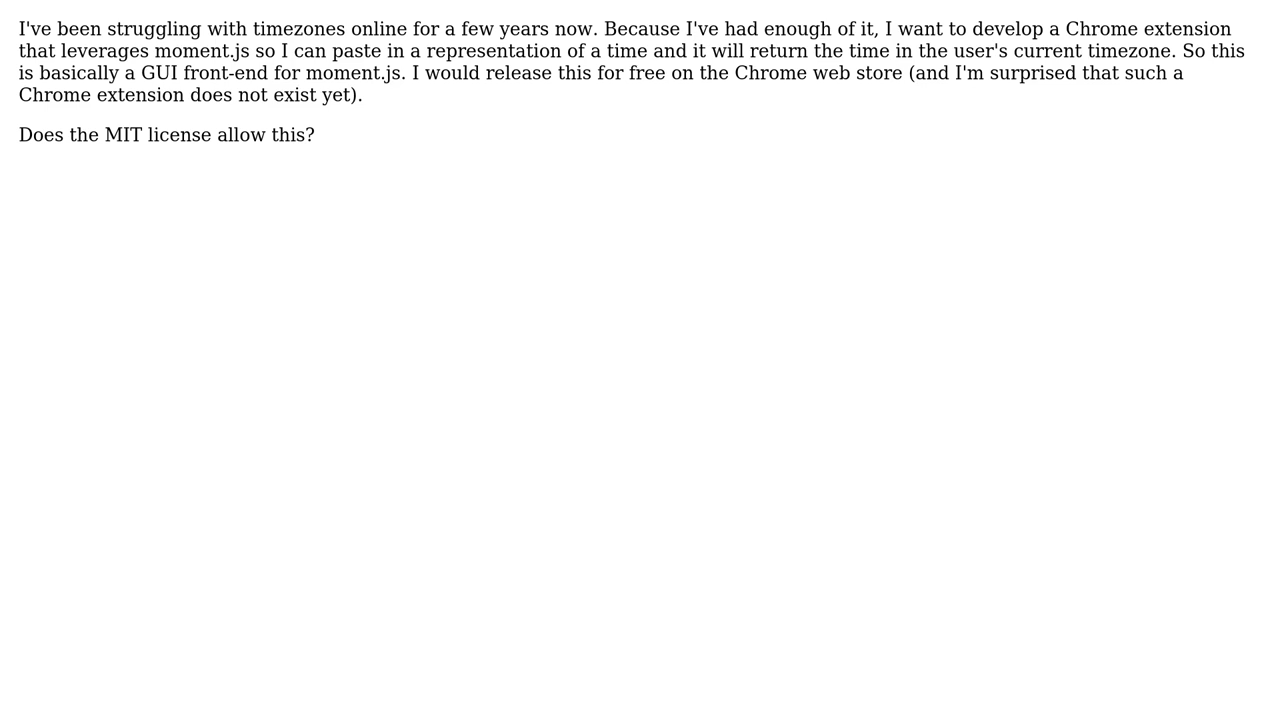 I've been struggling with timezones online for a few years now. Because I've had enough of it, I want to develop a Chrome extension
that leverages moment.js so I can paste in a representation of a time and it will return the time in the user's current timezone. So this
is basically a GUI front-end for moment.js. I would release this for free on the Chrome web store (and I'm surprised that such a
Chrome extension does not exist yet).
Does the MIT license allow this?